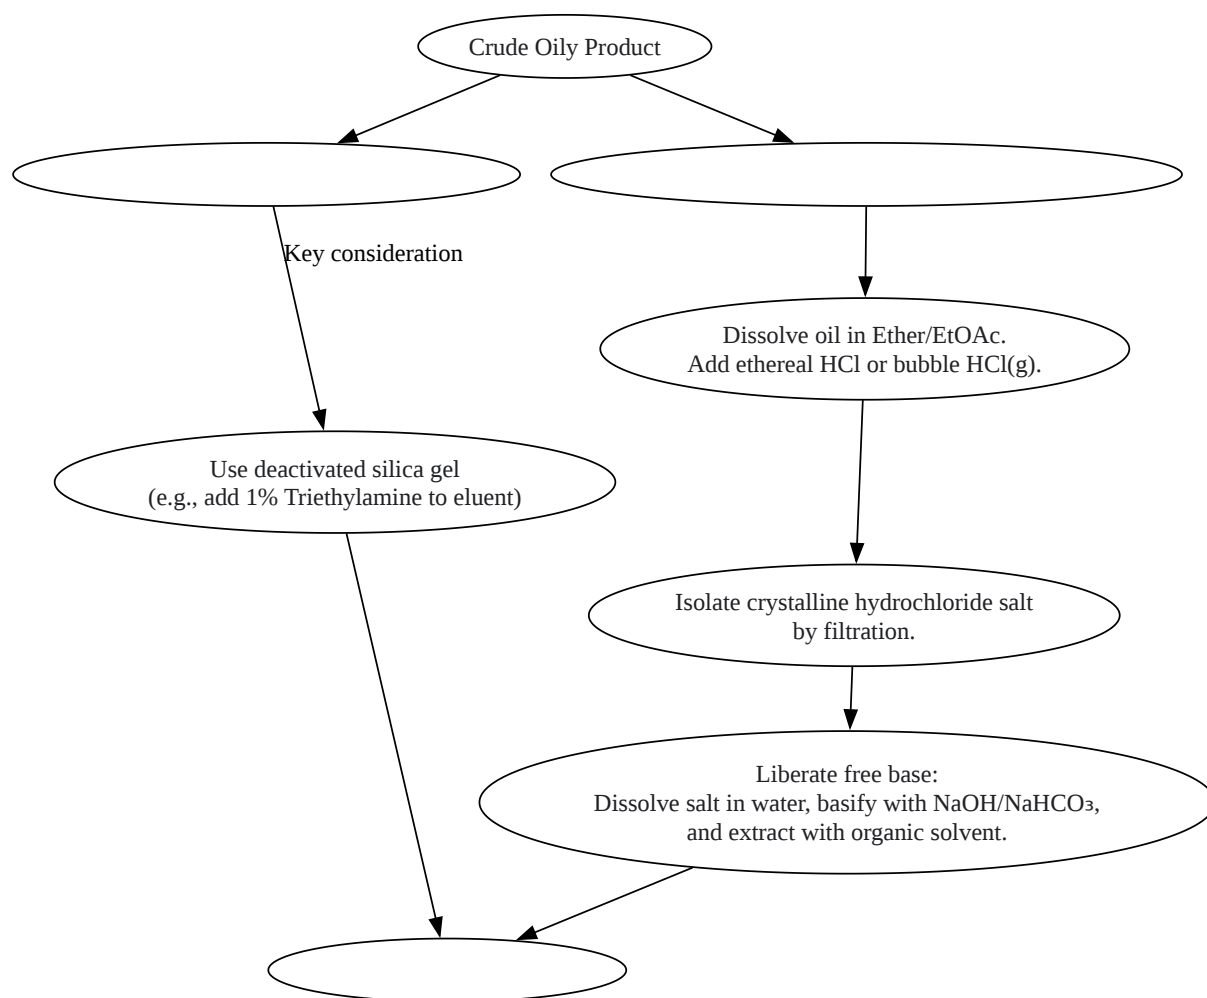 Crude Oily Product
Key consideration
Dissolve oil in Ether/EtOAc.
Add ethereal HCl or bubble HCl(g).
Use deactivated silica gel
(e.g., add 1% Triethylamine to eluent)
Isolate crystalline hydrochloride salt
by filtration.
Liberate free base:
Dissolve salt in water, basify with NaOH/NaHCO₃,
and extract with organic solvent.